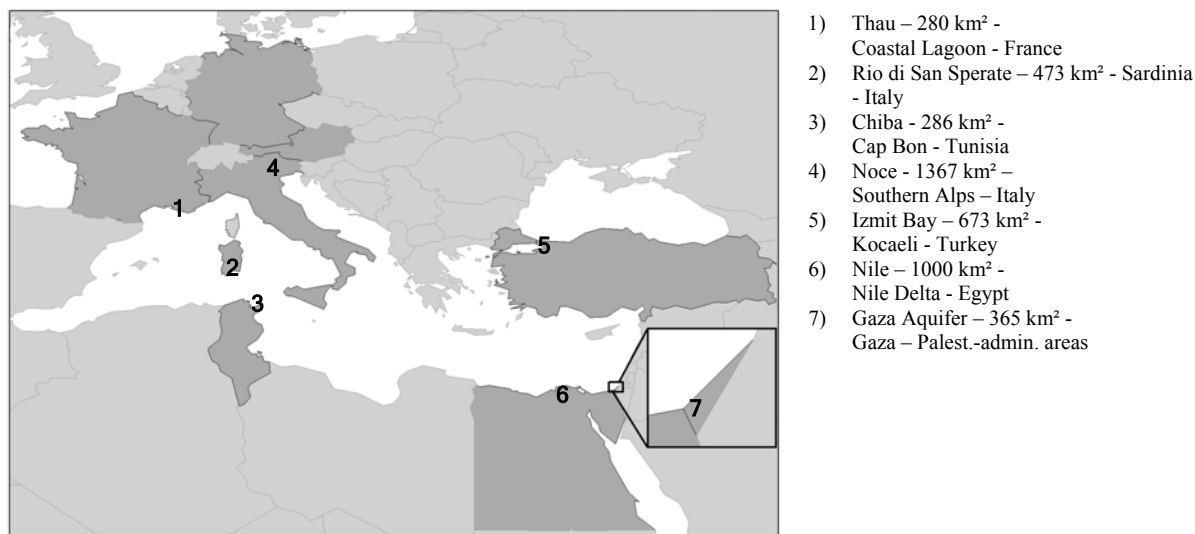 1) Thau – 280 km² -
Coastal Lagoon - France
2) Rio di San Sperate – 473 km² - Sardinia
- Italy
3) Chiba - 286 km² -
Cap Bon - Tunisia
4) Noce - 1367 km² –
Southern Alps – Italy
5) Izmit Bay – 673 km² -
Kocaeli - Turkey
6) Nile – 1000 km² -
Nile Delta - Egypt
7) Gaza Aquifer – 365 km² -
Gaza – Palest.-admin. areas
4
1
5
2
3
6
7